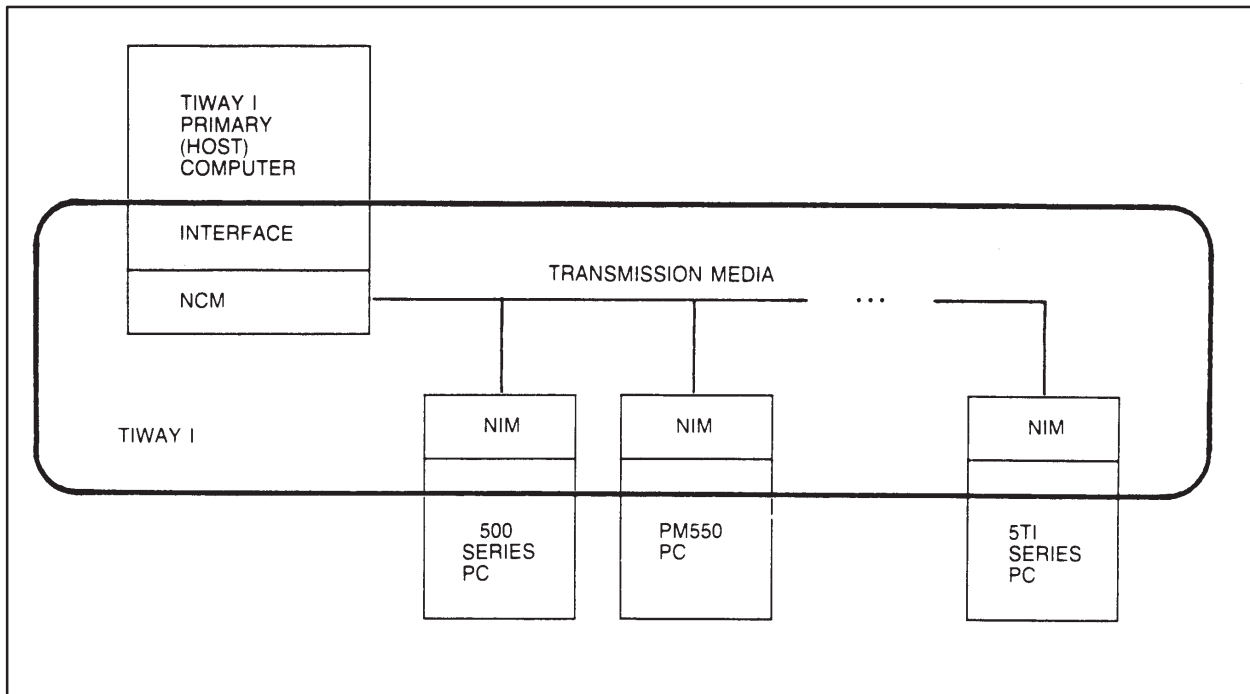 TIWAY I
PRIMARY
(HOST)
COMPUTER
INTERFACE
NCM
TRANSMISSION MEDIA
...
TIWAY I
NIM
NIM
NIM
500
SERIES
PC
PM550
PC
5TI
SERIES
PC